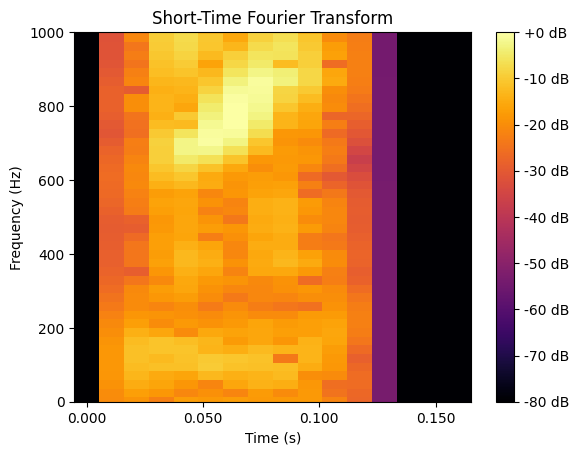 Short-Time Fourier Transform
Frequency (Hz)
1000
800
600
400
200
0
0.000
0.050
0.100
0.150
Time (s)
+0 dB
-10 dB
-20 dB
-30 dB
-40 dB
-50 dB
-60 dB
-70 dB
-80 dB